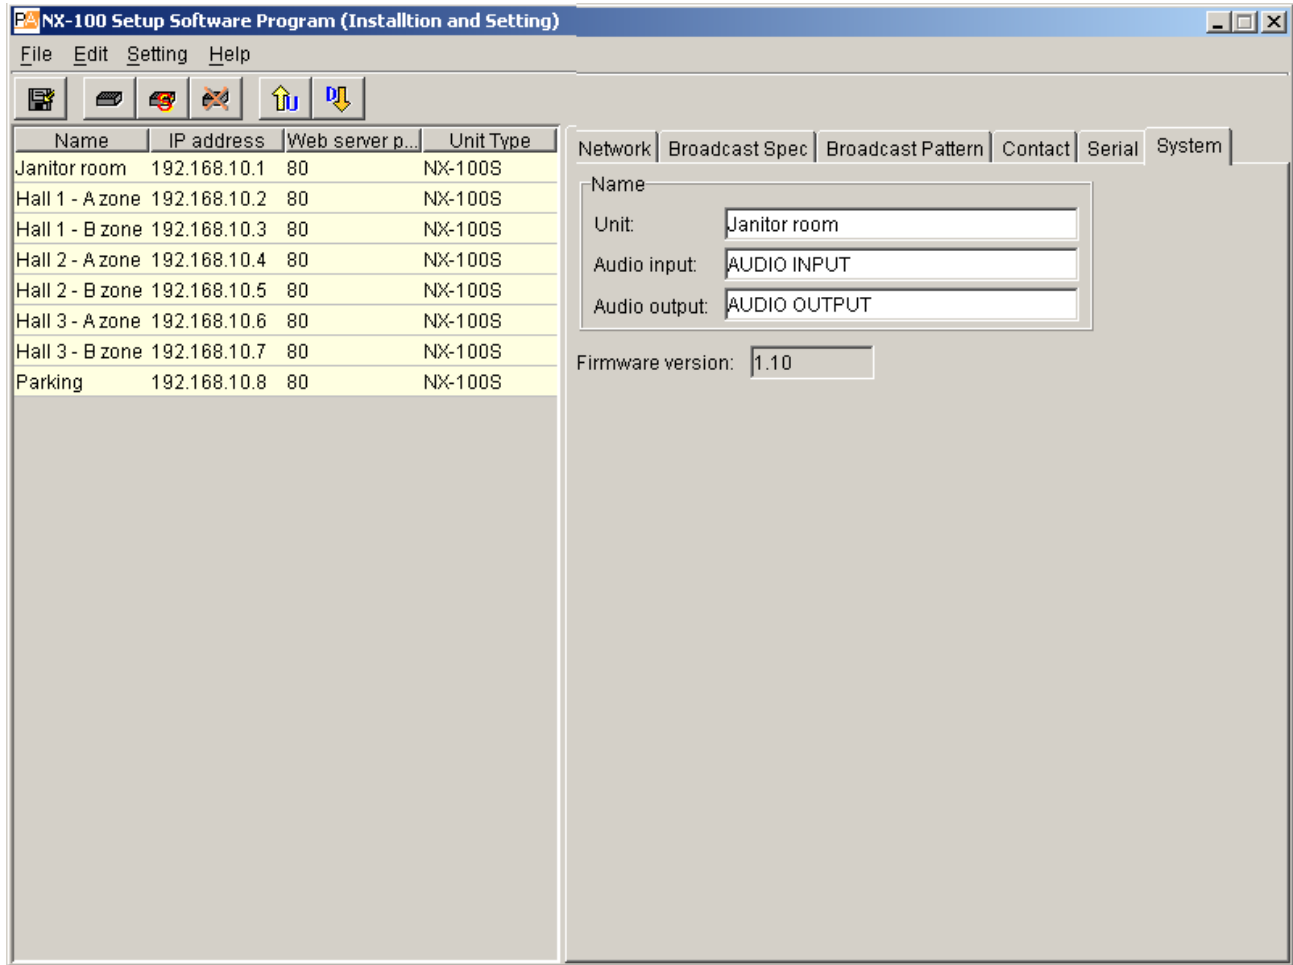 PA NX-100 Setup Software Program (Installtion and Setting)
File Edit Setting Help
U D
Name IP address Web server p... Unit Type
Janitor room 192.168.10.1 80 NX-100S
Hall 1 - A zone 192.168.10.2 80 NX-100S
Hall 1 - B zone 192.168.10.3 80 NX-100S
Hall 2 - A zone 192.168.10.4 80 NX-100S
Hall 2 - B zone 192.168.10.5 80 NX-100S
Hall 3 - A zone 192.168.10.6 80 NX-100S
Hall 3 - B zone 192.168.10.7 80 NX-100S
Parking 192.168.10.8 80 NX-100S
Network Broadcast Spec Broadcast Pattern Contact Serial System
Name
Unit: Janitor room
Audio input: AUDIO INPUT
Audio output: AUDIO OUTPUT
Firmware version: 1.10